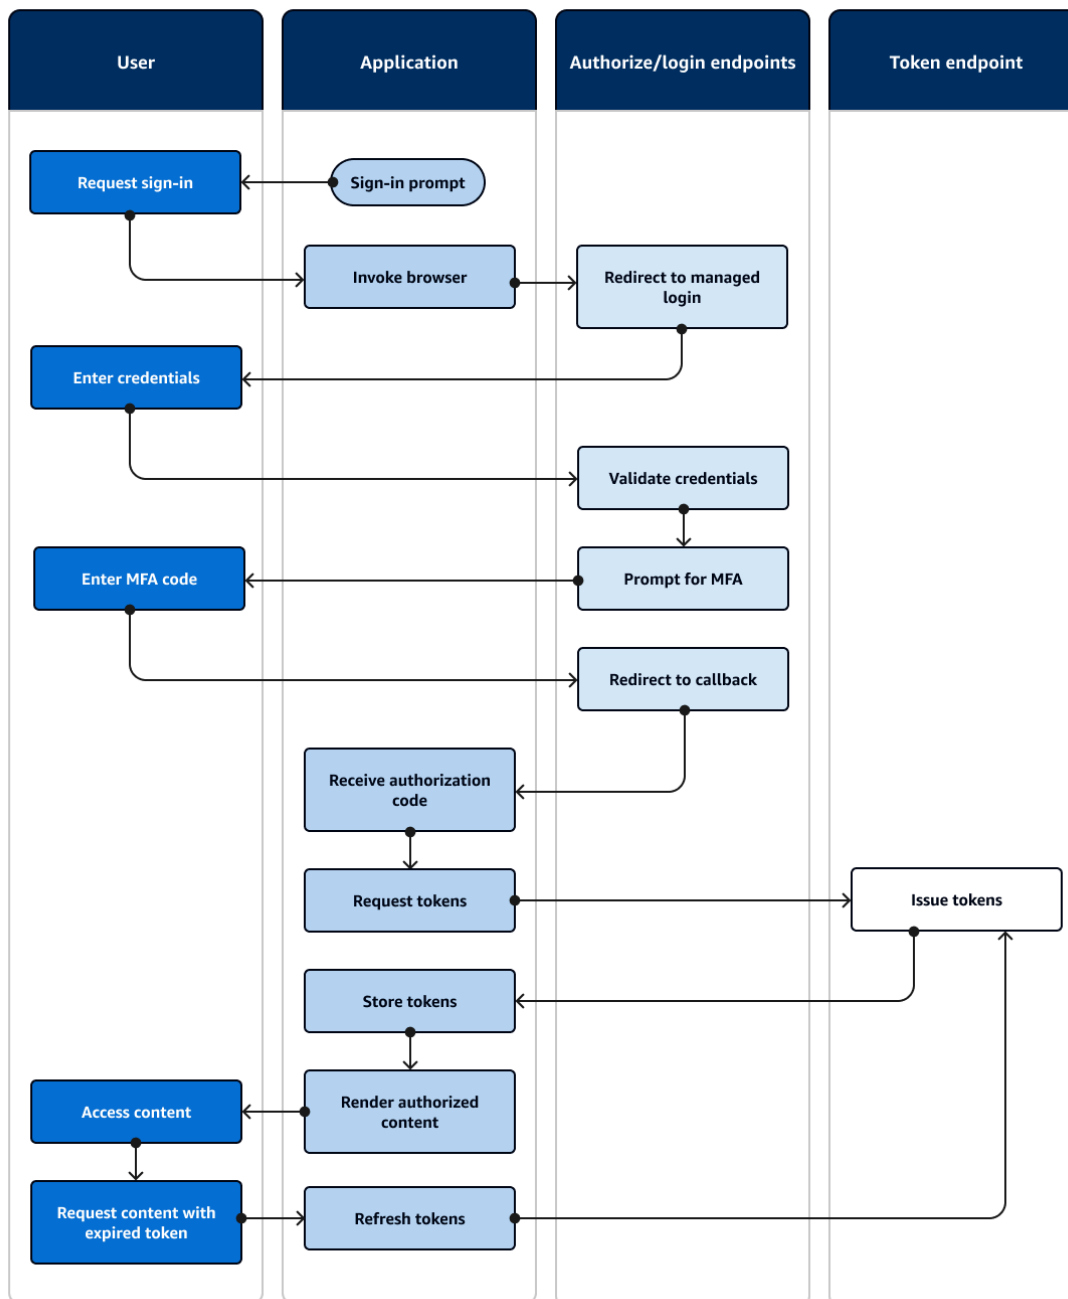 User
Application
Authorize/login endpoints
Token endpoint
Request sign-in
Sign-in prompt
Invoke browser
Redirect to managed
login
Enter credentials
Validate credentials
Enter MFA code
Prompt for MFA
Redirect to callback
Receive authorization
code
Request tokens
Issue tokens
Store tokens
Access content
Render authorized
content
Request content with
expired token
Refresh tokens